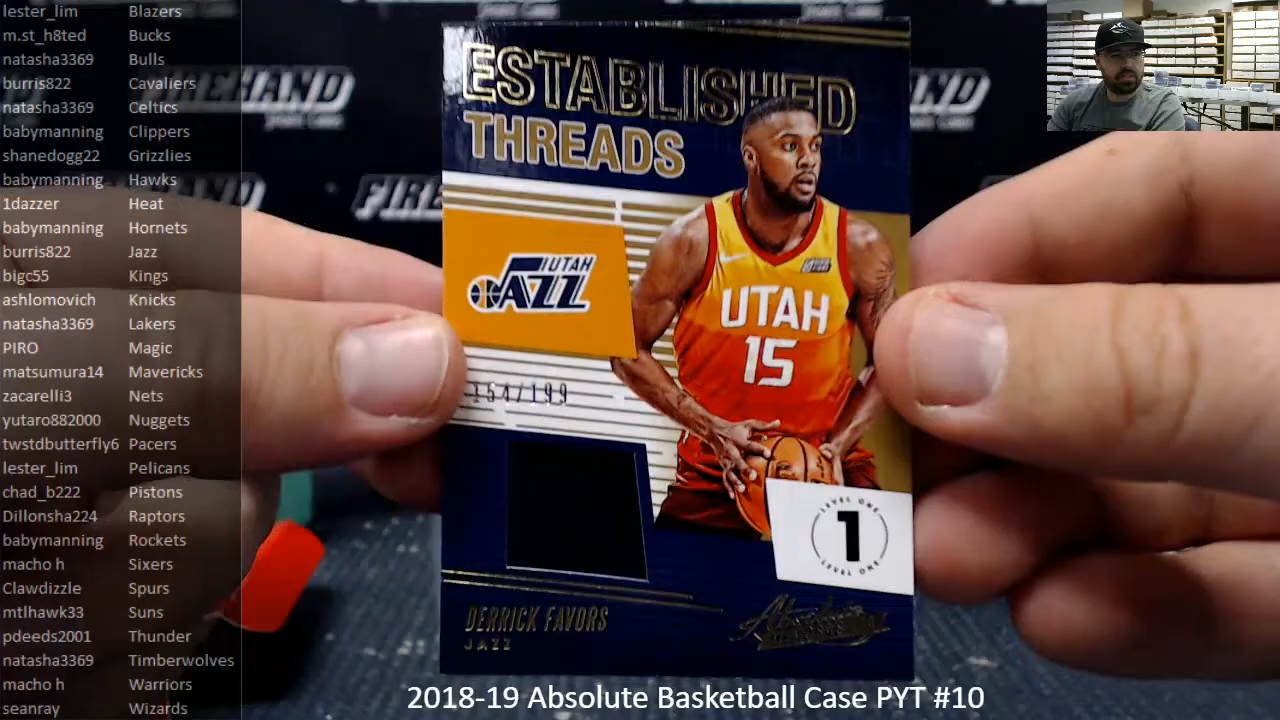 lester_lim Blazers
m.st_h8ted Bucks
natasha3369 Bulls
burris822 Cavaliers
natasha3369 Celtics
babymanning Clippers
shanedogg22 Grizzlies
babymanning Hawks
1dazzer Heat
babymanning Hornets
burris822 Jazz
bigc55 Kings
ashlomovich Knicks
natasha3369 Lakers
PIRO Magic
matsumura14 Mavericks
zacarelli3 Nets
yutaro882000 Nuggets
twstdbutterfly6 Pacers
lester_lim Pelicans
chad_b222 Pistons
Dillonsha224 Raptors
babymanning Rockets
macho h Sixers
Clawdizzle Spurs
mtlhawk33 Suns
pdeeds2001 Thunder
natasha3369 Timberwolves
macho h Warriors
seanray Wizards
ESTABLISHED
THREADS
UTAH
JAZZ
UTAH
15
154/199
LEVEL ONE
1
LEVEL ONE
DERRICK FAVORS
JAZZ
Absolute
2018-19 Absolute Basketball Case PYT #10